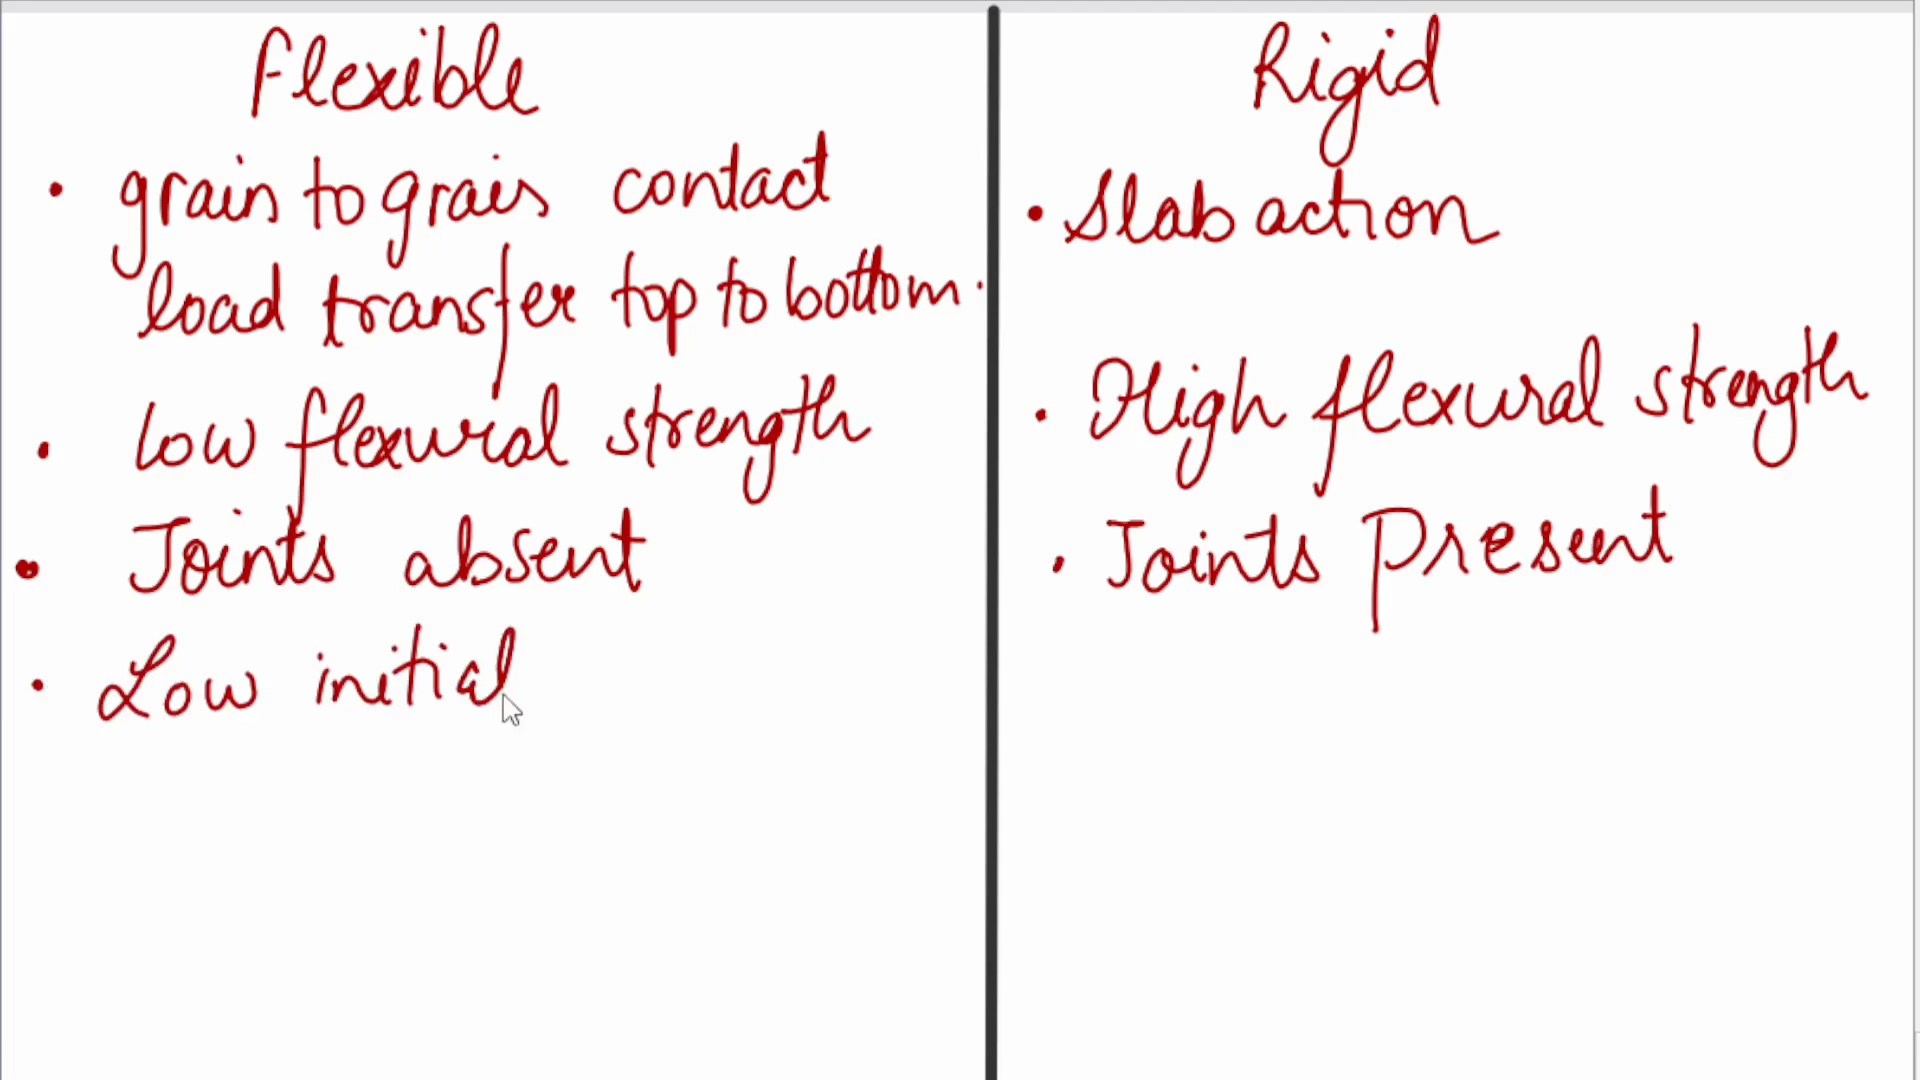 Flexible
• grain to grain contact
load transfer top to bottom.
• low flexural strength
• Joints absent
• Low initial
Rigid
• Slab action
• High flexural strength
• Joints Present